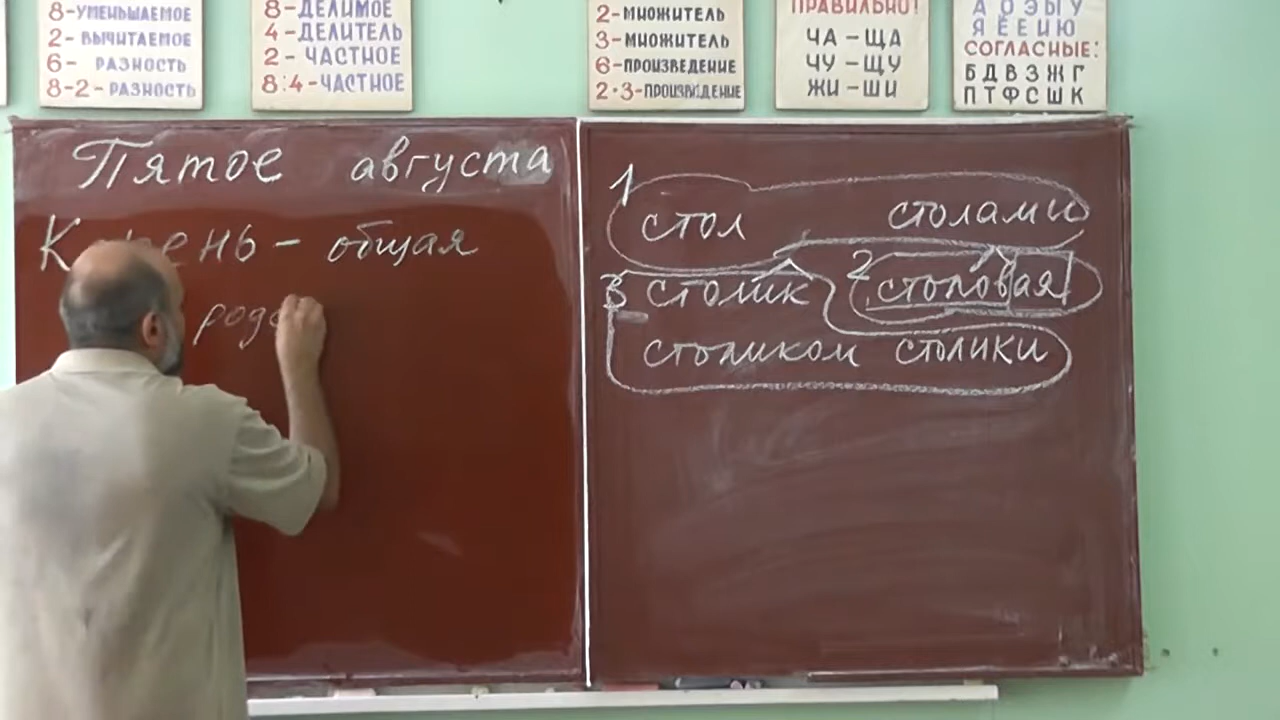 8-УМЕНЬШАЕМОЕ
2-ВЫЧИТАЕМОЕ
6- РАЗНОСТЬ
8-2-РАЗНОСТЬ
8-ДЕЛИМОЕ
4-ДЕЛИТЕЛЬ
2- ЧАСТНОЕ
8:4-ЧАСТНОЕ
2-МНОЖИТЕЛЬ
3-МНОЖИТЕЛЬ
6-ПРОИЗВЕДЕНИЕ
2·3-ПРОИЗВЕДЕНИЕ
ПРАВИЛЬНО!
ЧА-ЩА
ЧУ-ЩУ
ЖИ-ШИ
А О Э Ы У
Я Ё Е И Ю
СОГЛАСНЫЕ:
Б Д В З Ж Г
П Т Ф С Ш К
Пятое августа
- общая
1
стол столами
3 столик 2 столовая
столиком столики